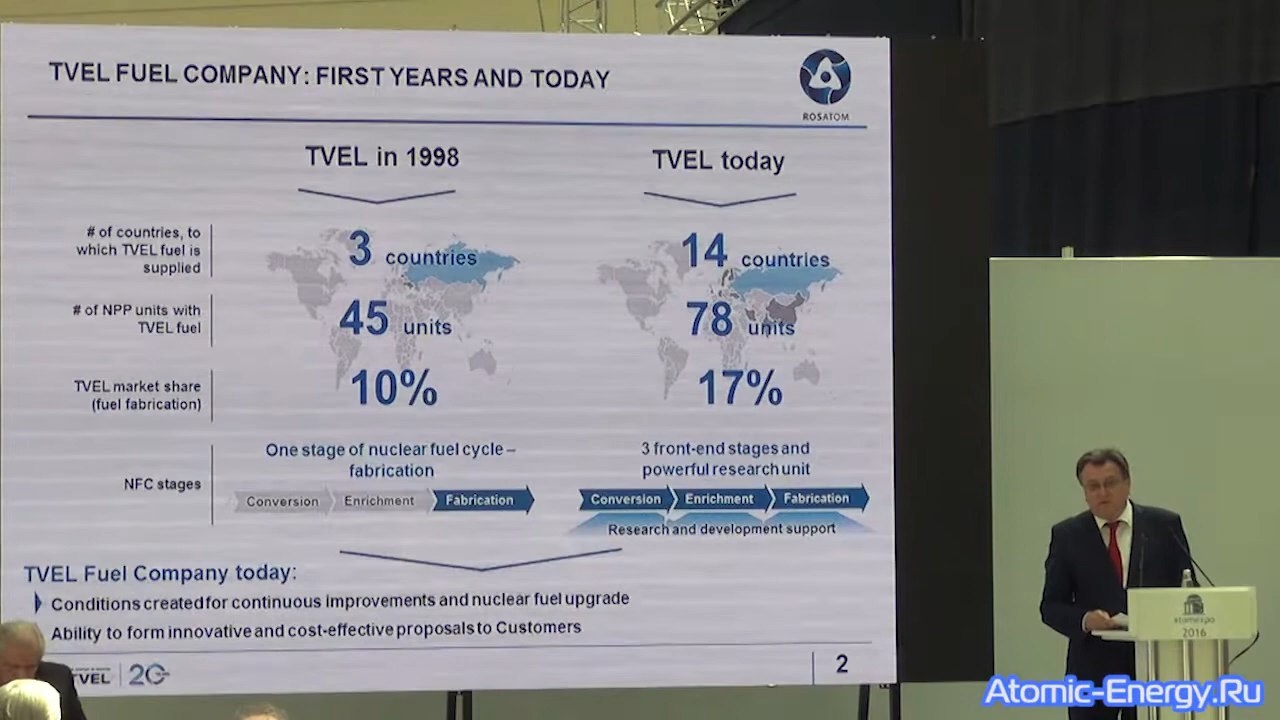 TVEL FUEL COMPANY: FIRST YEARS AND TODAY
ROSATOM
TVEL in 1998
TVEL today
# of countries, to
which TVEL fuel is
supplied
3 countries
14 countries
# of NPP units with
TVEL fuel
45 units
78 units
TVEL market share
(fuel fabrication)
10%
17%
NFC stages
One stage of nuclear fuel cycle –
fabrication
Conversion
Enrichment
Fabrication
3 front-end stages and
powerful research unit
Conversion
Enrichment
Fabrication
Research and development support
TVEL Fuel Company today:
Conditions created for continuous improvements and nuclear fuel upgrade
Ability to form innovative and cost-effective proposals to Customers
TVEL
20
2
atomexpo
2016
Atomic-Energy.Ru